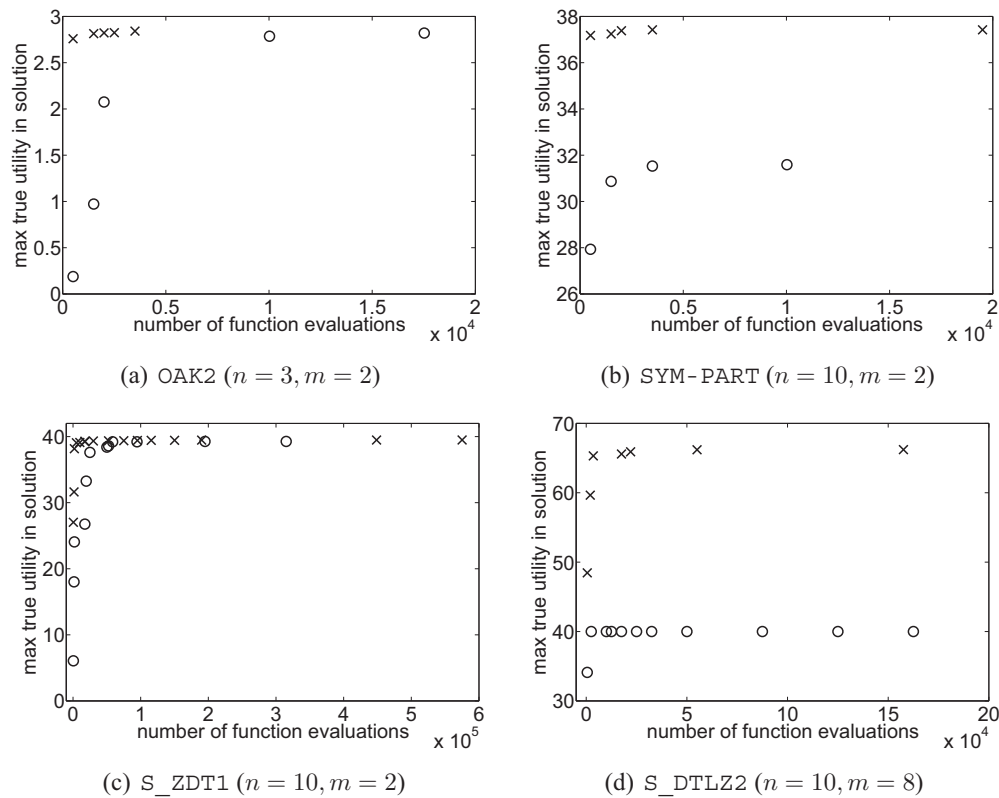 3
2.5
2
1.5
1
0.5
0
0 0.5 1 1.5 2
max true utility in solution
number of function evaluations
x 10^4
(a) OAK2 (n = 3, m = 2)
38
36
34
32
30
28
26
0 0.5 1 1.5 2
max true utility in solution
number of function evaluations
x 10^4
(b) SYM-PART (n = 10, m = 2)
40
30
20
10
0
0 1 2 3 4 5 6
max true utility in solution
number of function evaluations
x 10^5
(c) S_ZDT1 (n = 10, m = 2)
70
60
50
40
30
0 5 10 15 20
max true utility in solution
number of function evaluations
x 10^4
(d) S_DTLZ2 (n = 10, m = 8)